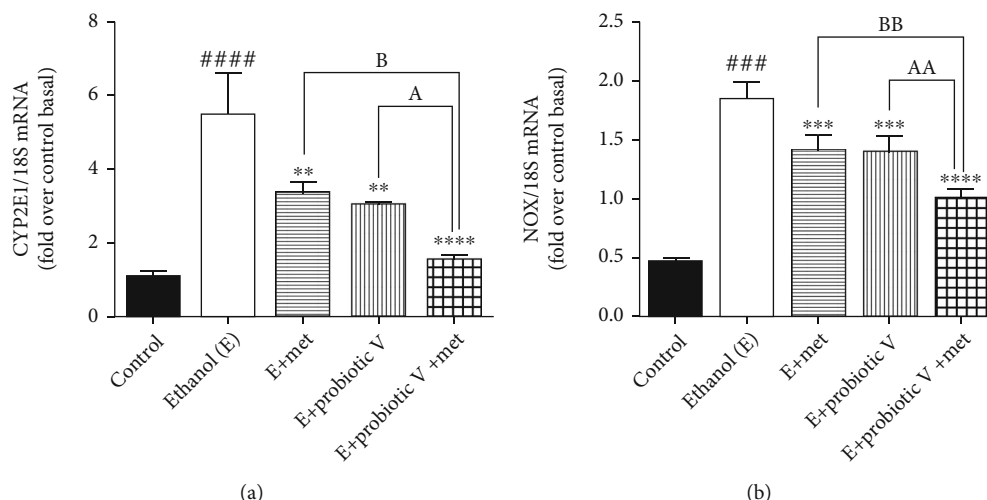 CYP2E1/18S mRNA
(fold over control basal)
8
6
4
2
0
####
**
**
****
B
A
Control
Ethanol (E)
E+met
E+probiotic V
E+probiotic V +met
(a)
NOX/18S mRNA
(fold over control basal)
2.5
2.0
1.5
1.0
0.5
0.0
###
***
***
****
BB
AA
Control
Ethanol (E)
E+met
E+probiotic V
E+probiotic V +met
(b)